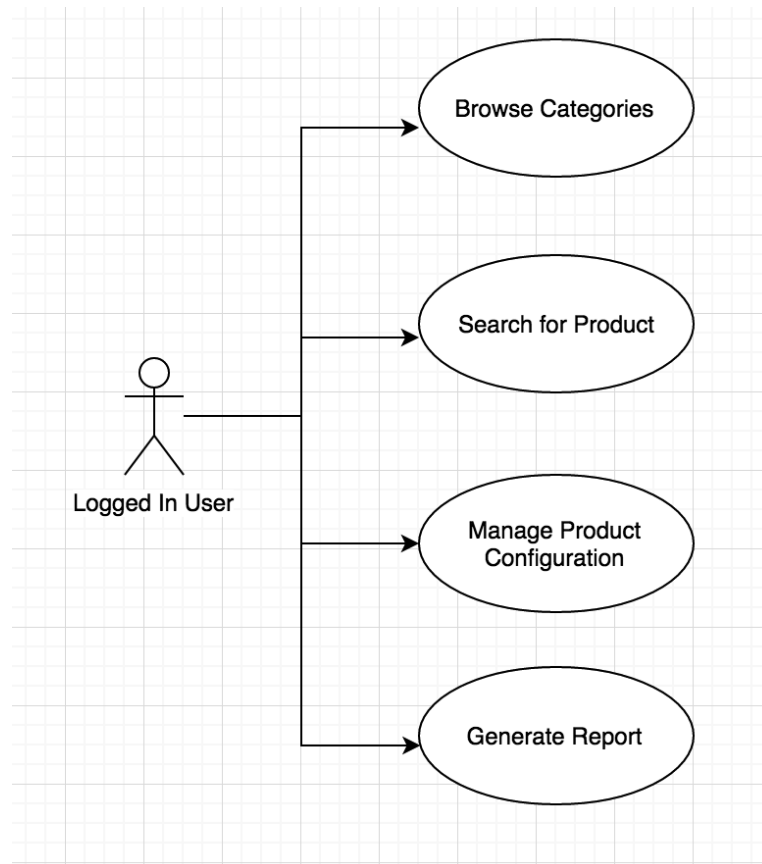 Browse Categories
Search for Product
Logged In User
Manage Product
Configuration
Generate Report